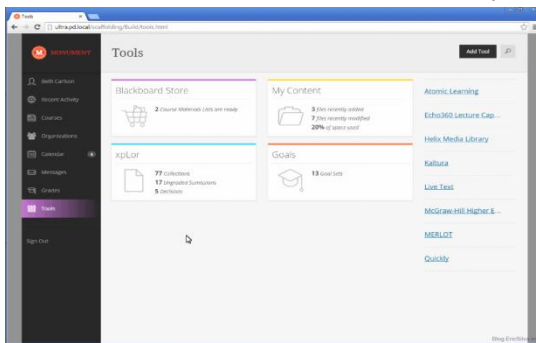 Tools
ultra.pd.local/scaffolding/build/tools.html
M MONUMENT
Tools
Add Tool
Beth Carlson
Recent Activity
Courses
Organizations
Calendar
Messages
Grades
Tools
Sign Out
Blackboard Store
2 Course Materials Lists are ready
My Content
3 files recently added
7 files recently modified
20% of space used
xpLor
77 Collections
17 Ungraded Submissions
5 Decisions
Goals
13 Goal Sets
Atomic Learning
Echo360 Lecture Cap...
Helix Media Library
Kaltura
Live Text
McGraw-Hill Higher E...
MERLOT
Quickly